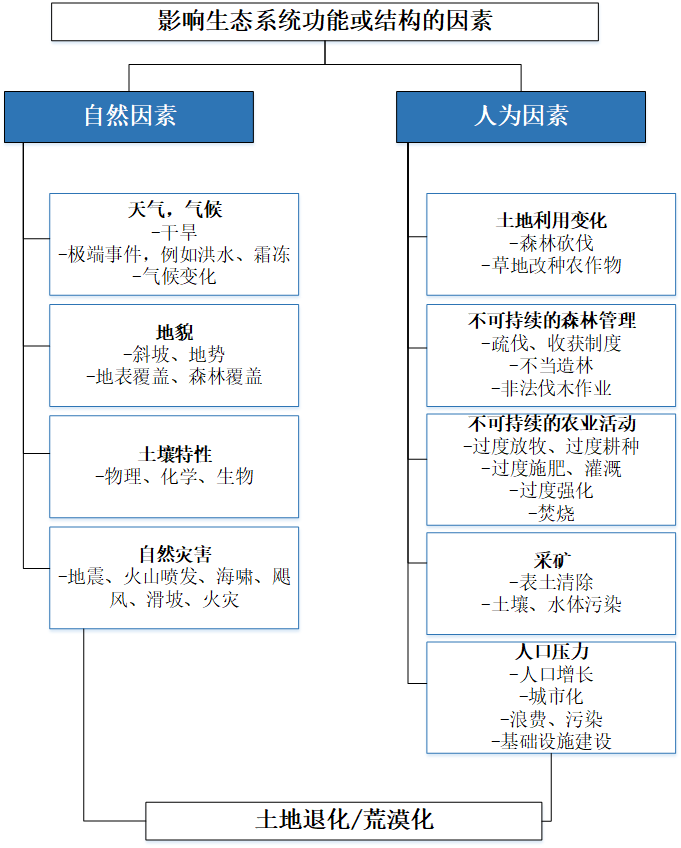 影响生态系统功能或结构的因素
自然因素
天气，气候
-干旱
-极端事件，例如洪水、霜冻
-气候变化
地貌
-斜坡、地势
-地表覆盖、森林覆盖
土壤特性
-物理、化学、生物
自然灾害
-地震、火山喷发、海啸、飓
风、滑坡、火灾
人为因素
土地利用变化
-森林砍伐
-草地改种农作物
不可持续的森林管理
-疏伐、收获制度
-不当造林
-非法伐木作业
不可持续的农业活动
-过度放牧、过度耕种
-过度施肥、灌溉
-过度强化
-焚烧
采矿
-表土清除
-土壤、水体污染
人口压力
-人口增长
-城市化
-浪费、污染
-基础设施建设
土地退化/荒漠化